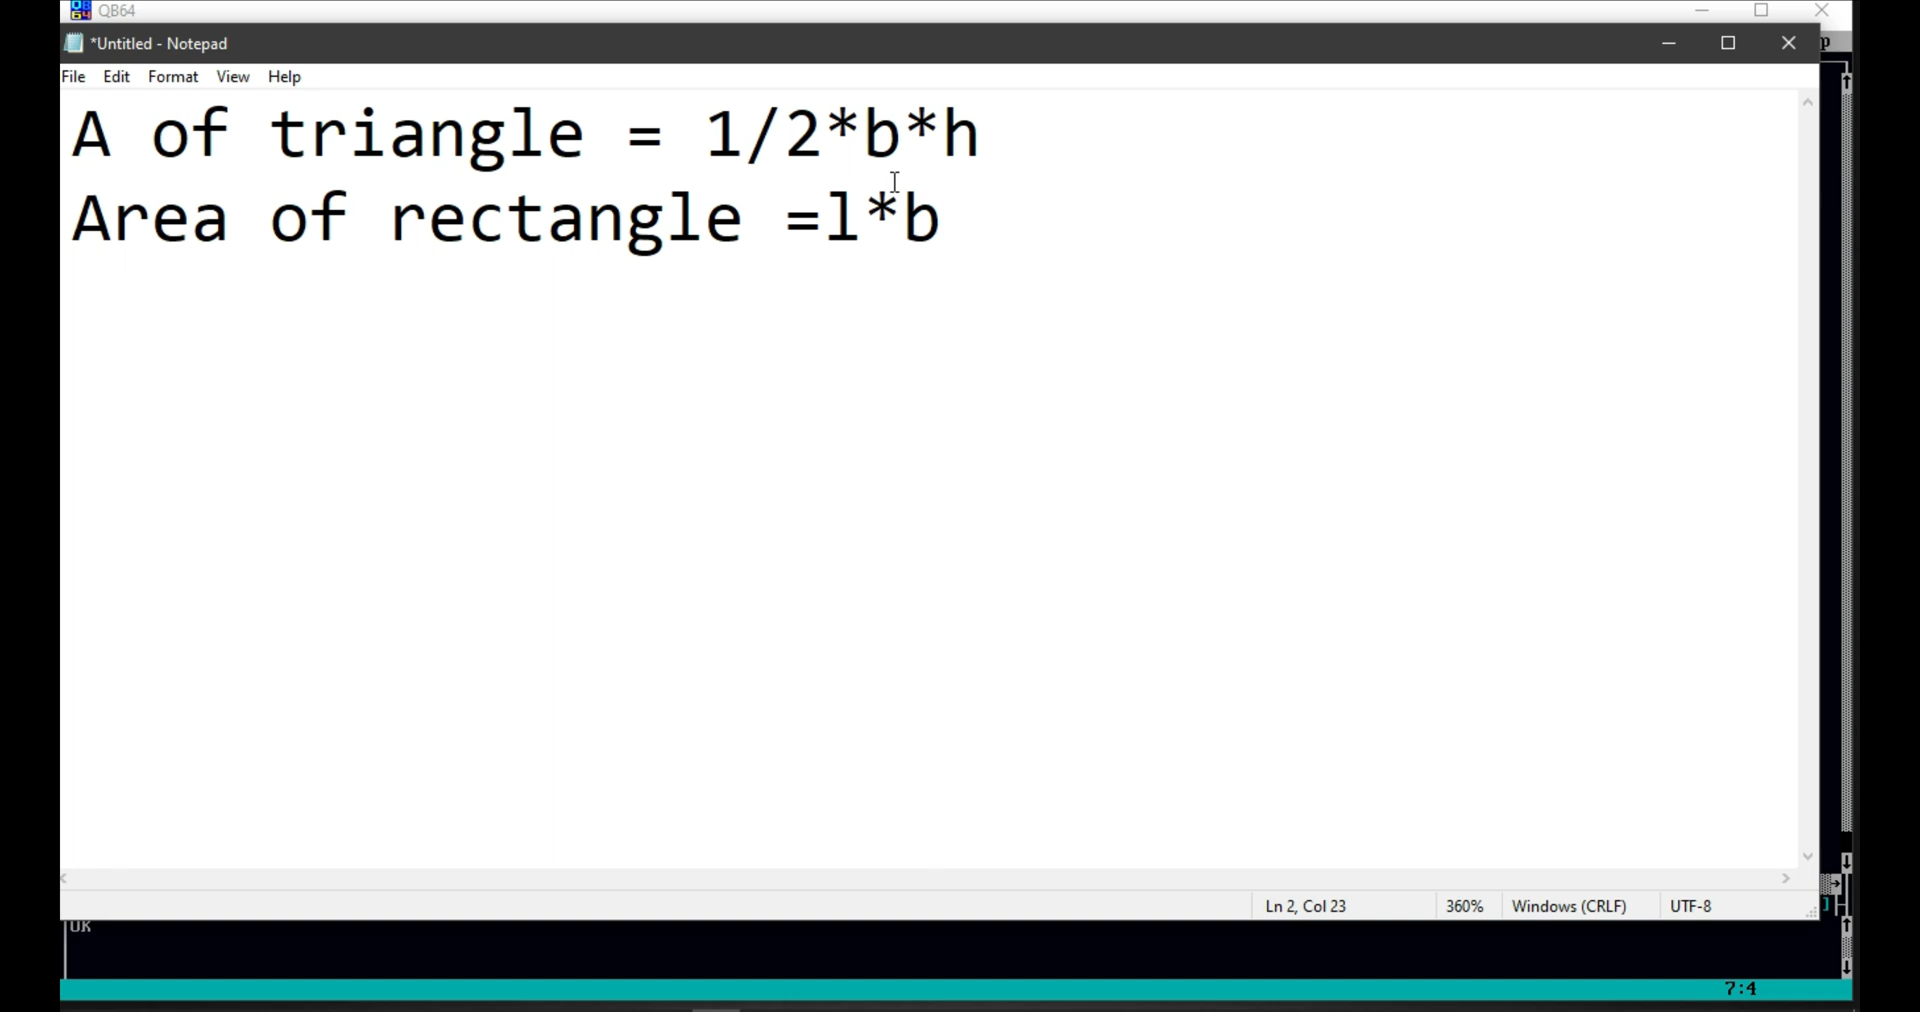 QB64
*Untitled - Notepad
p
File Edit Format View Help
A of triangle = 1/2*b*h
Area of rectangle =l*b
Ln 2, Col 23 360% Windows (CRLF) UTF-8
OK
7:4